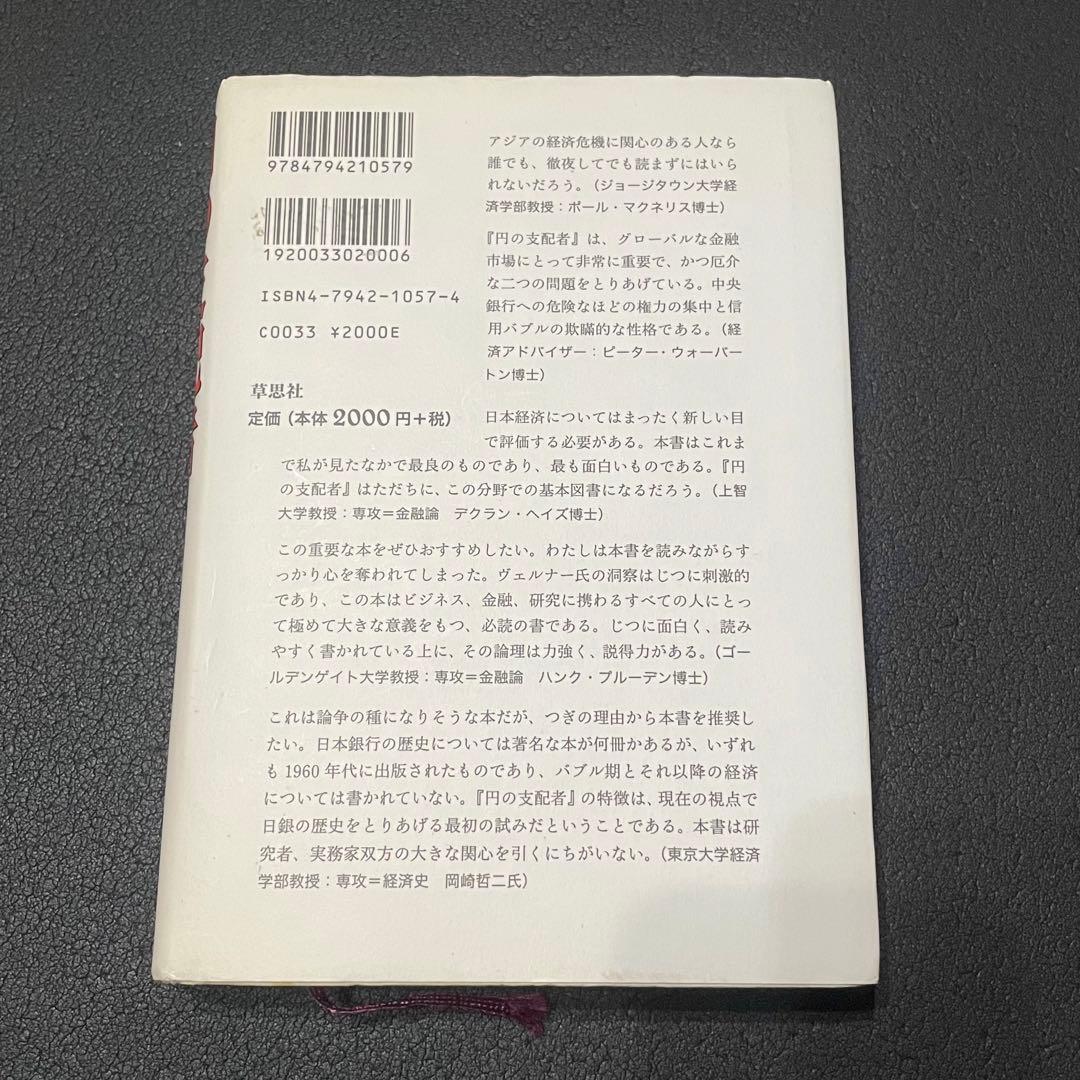 9784794210579
1920033020006
ISBN4-7942-1057-4
C0033 ¥2000E
草思社
定価（本体2000円＋税）
アジアの経済危機に関心のある人なら
誰でも、徹夜してでも読まずにはいら
れないだろう。（ジョージタウン大学経
済学部教授：ポール・マクネリス博士）
『円の支配者』は、グローバルな金融
市場にとって非常に重要で、かつ厄介
な二つの問題をとりあげている。中央
銀行への危険なほどの権力の集中と信
用バブルの欺瞞的な性格である。（経
済アドバイザー：ピーター・ウォーバー
トン博士）
日本経済についてはまったく新しい目
で評価する必要がある。本書はこれま
で私が見たなかで最良のものであり、最も面白いものである。『円
の支配者』はただちに、この分野での基本図書になるだろう。（上智
大学教授：専攻＝金融論　デクラン・ヘイズ博士）
この重要な本をぜひおすすめしたい。わたしは本書を読みながらす
っかり心を奪われてしまった。ヴェルナー氏の洞察はじつに刺激的
であり、この本はビジネス、金融、研究に携わるすべての人にとっ
て極めて大きな意義をもつ、必読の書である。じつに面白く、読み
やすく書かれている上に、その論理は力強く、説得力がある。（ゴー
ルデンゲイト大学教授：専攻＝金融論　ハンク・プルーデン博士）
これは論争の種になりそうな本だが、つぎの理由から本書を推奨し
たい。日本銀行の歴史については著名な本が何冊かあるが、いずれ
も1960年代に出版されたものであり、バブル期とそれ以降の経済
については書かれていない。『円の支配者』の特徴は、現在の視点で
日銀の歴史をとりあげる最初の試みだということである。本書は研
究者、実務家双方の大きな関心を引くにちがいない。（東京大学経済
学部教授：専攻＝経済史　岡崎哲二氏）